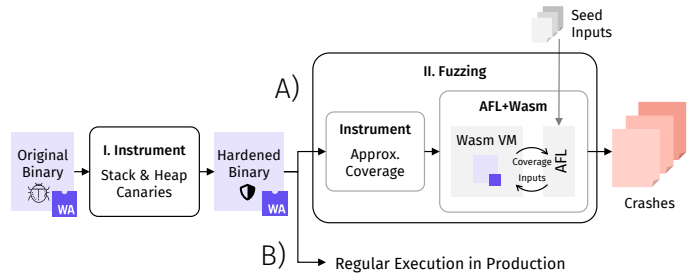 Seed
Inputs
A)
II. Fuzzing
AFL+Wasm
Instrument
Approx.
Coverage
Wasm VM
Coverage
Inputs
AFL
Original
Binary
WA
I. Instrument
Stack & Heap
Canaries
Hardened
Binary
WA
Crashes
B)
Regular Execution in Production